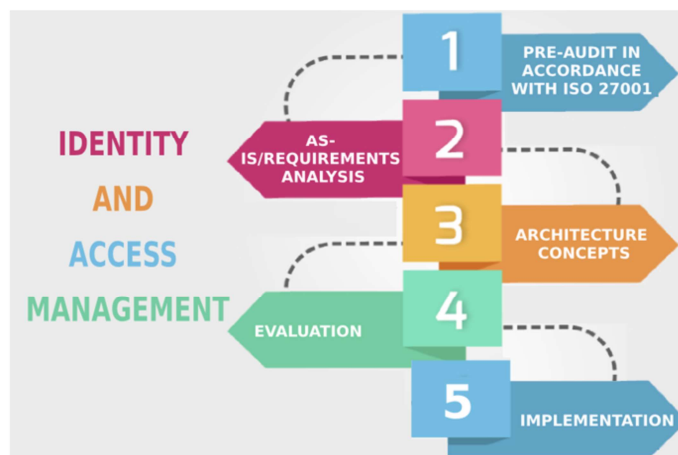 IDENTITY
AND
ACCESS
MANAGEMENT
1
PRE-AUDIT IN
ACCORDANCE
WITH ISO 27001
2
AS-
IS/REQUIREMENTS
ANALYSIS
3
ARCHITECTURE
CONCEPTS
4
EVALUATION
5
IMPLEMENTATION